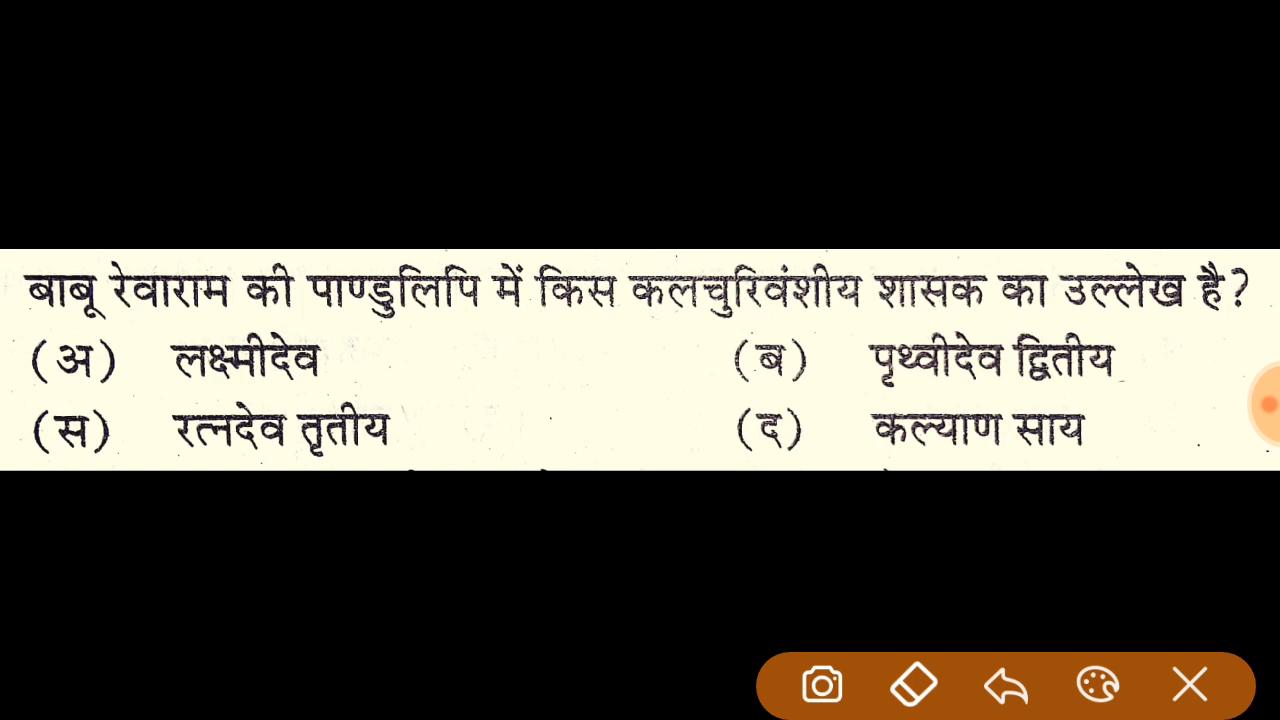 बाबू रेवाराम की पाण्डुलिपि में किस कलचुरिवंशीय शासक का उल्लेख है?
(अ) लक्ष्मीदेव (ब) पृथ्वीदेव द्वितीय
(स) रत्नदेव तृतीय (द) कल्याण साय